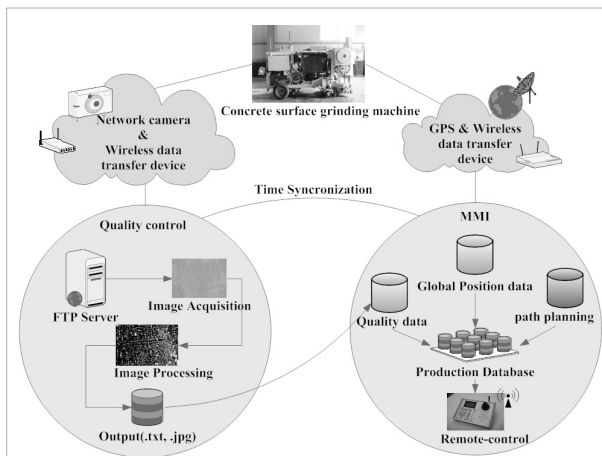 Concrete surface grinding machine
Network camera
&
Wireless data
transfer device
GPS & Wireless
data transfer
device
Time Syncronization
Quality control
MMI
FTP Server
Image Acquisition
Image Processing
Output(.txt, .jpg)
Global Position data
Quality data
path planning
Production Database
Remote-control